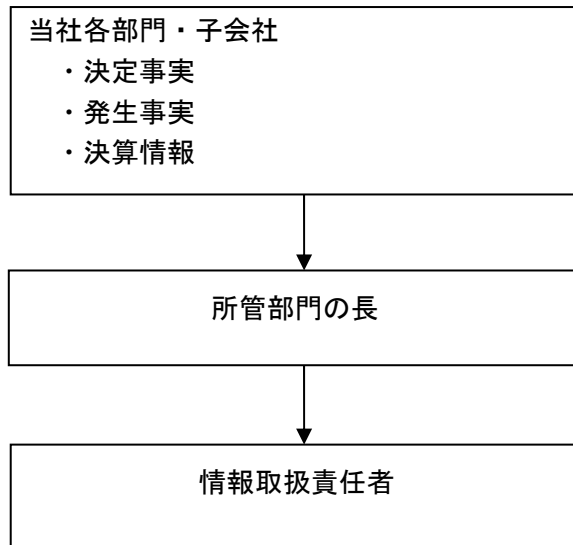 当社各部門・子会社
・決定事実
・発生事実
・決算情報
所管部門の長
情報取扱責任者